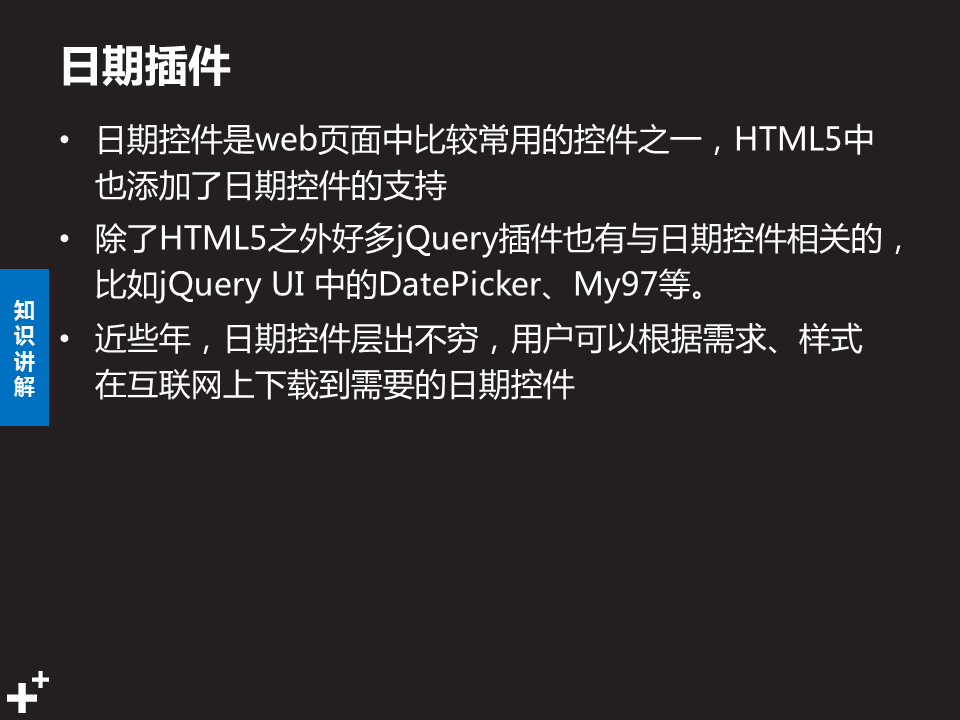 日期插件
• 日期控件是web页面中比较常用的控件之一，HTML5中
也添加了日期控件的支持
• 除了HTML5之外好多jQuery插件也有与日期控件相关的，
比如jQuery UI 中的DatePicker、My97等。
• 近些年，日期控件层出不穷，用户可以根据需求、样式
在互联网上下载到需要的日期控件
知
识
讲
解